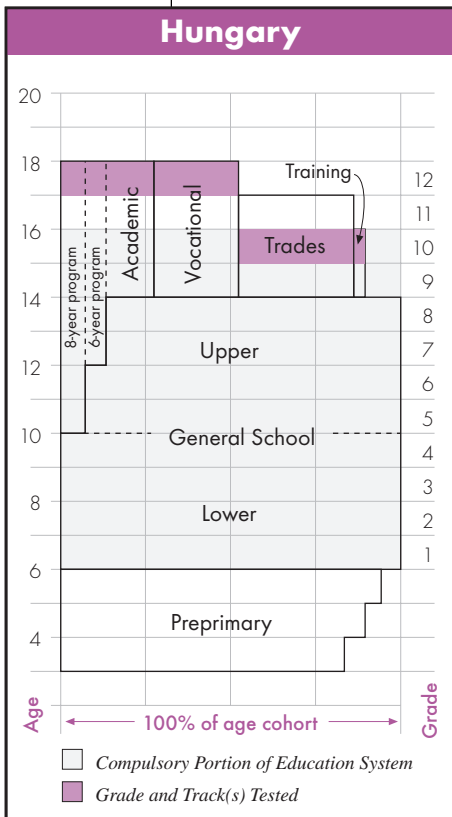 Hungary
20
18
16
14
12
10
8
6
4
Age
12
11
10
9
8
7
6
5
4
3
2
1
Grade
8-year program
6-year program
Academic
Vocational
Training
Trades
Upper
General School
Lower
Preprimary
100% of age cohort
Compulsory Portion of Education System
Grade and Track(s) Tested